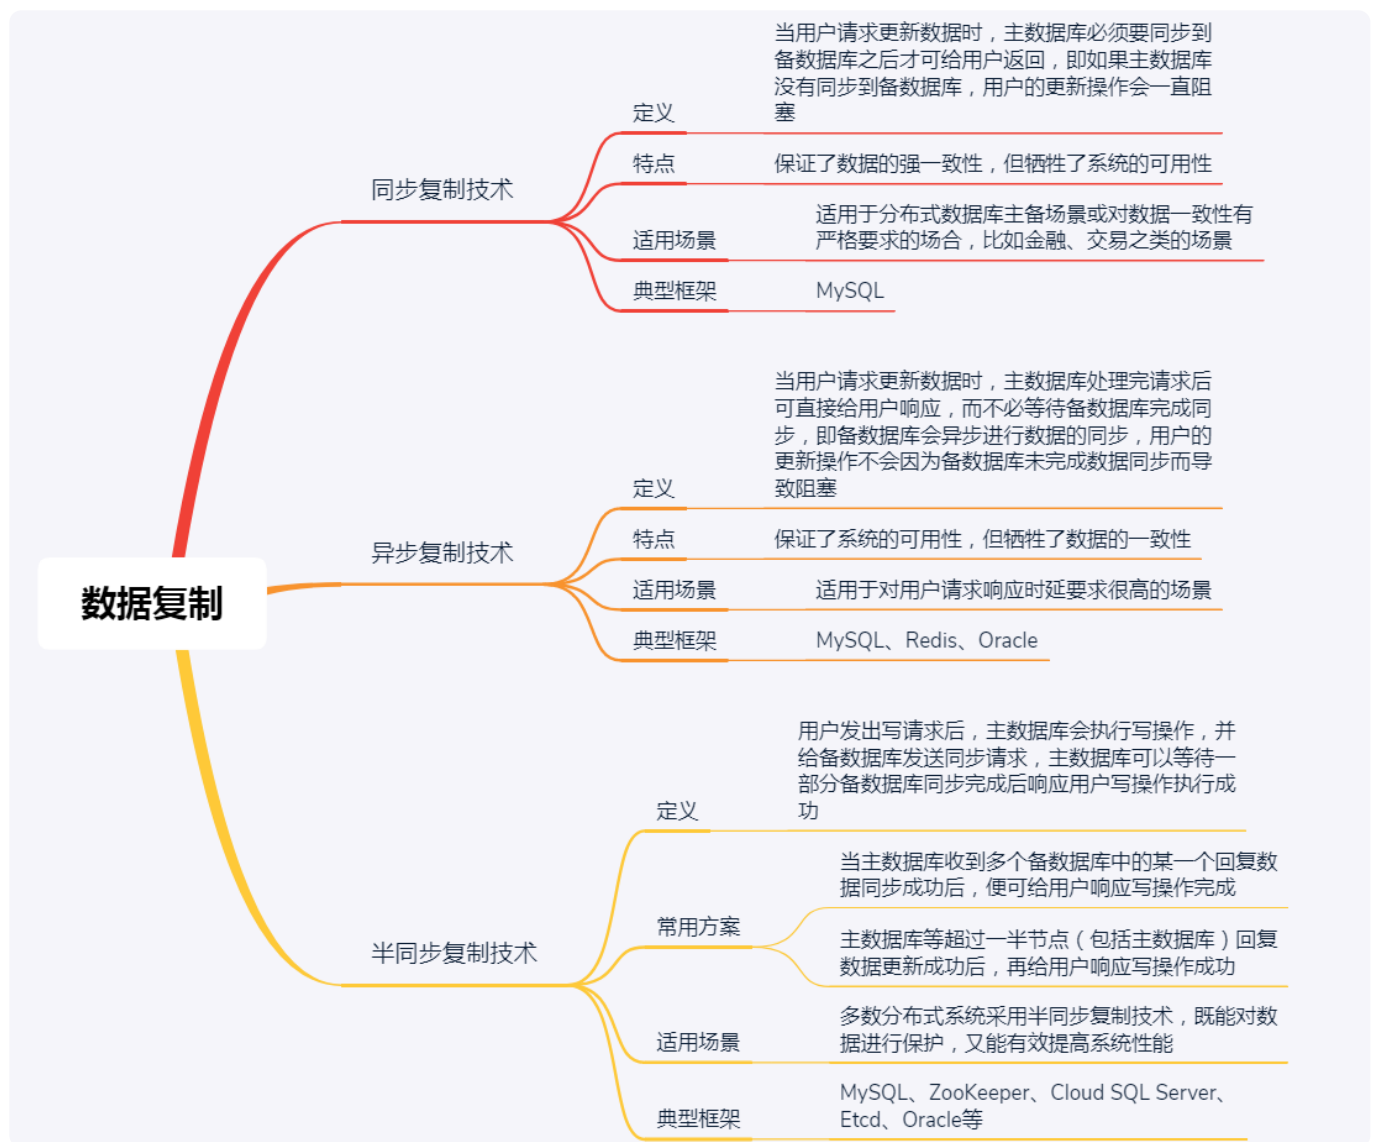 数据复制
同步复制技术
定义
当用户请求更新数据时，主数据库必须要同步到
备数据库之后才可给用户返回，即如果主数据库
没有同步到备数据库，用户的更新操作会一直阻
塞
特点
保证了数据的强一致性，但牺牲了系统的可用性
适用场景
适用于分布式数据库主备场景或对数据一致性有
严格要求的场合，比如金融、交易之类的场景
典型框架
MySQL
异步复制技术
定义
当用户请求更新数据时，主数据库处理完请求后
可直接给用户响应，而不必等待备数据库完成同
步，即备数据库会异步进行数据的同步，用户的
更新操作不会因为备数据库未完成数据同步而导
致阻塞
特点
保证了系统的可用性，但牺牲了数据的一致性
适用场景
适用于对用户请求响应时延要求很高的场景
典型框架
MySQL、Redis、Oracle
半同步复制技术
定义
用户发出写请求后，主数据库会执行写操作，并
给备数据库发送同步请求，主数据库可以等待一
部分备数据库同步完成后响应用户写操作执行成
功
常用方案
当主数据库收到多个备数据库中的某一个回复数
据同步成功后，便可给用户响应写操作完成
主数据库等超过一半节点（包括主数据库）回复
数据更新成功后，再给用户响应写操作成功
适用场景
多数分布式系统采用半同步复制技术，既能对数
据进行保护，又能有效提高系统性能
典型框架
MySQL、ZooKeeper、Cloud SQL Server、
Etcd、Oracle等